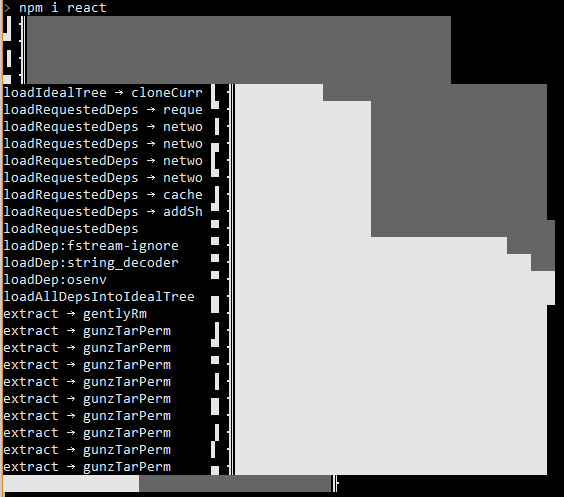 > npm i react
loadIdealTree → cloneCurr
loadRequestedDeps → reque
loadRequestedDeps → netwo
loadRequestedDeps → netwo
loadRequestedDeps → netwo
loadRequestedDeps → netwo
loadRequestedDeps → cache
loadRequestedDeps → addSh
loadRequestedDeps
loadDep:fstream-ignore
loadDep:string_decoder
loadDep:osenv
loadAllDepsIntoIdealTree
extract → gentlyRm
extract → gunzTarPerm
extract → gunzTarPerm
extract → gunzTarPerm
extract → gunzTarPerm
extract → gunzTarPerm
extract → gunzTarPerm
extract → gunzTarPerm
extract → gunzTarPerm
extract → gunzTarPerm